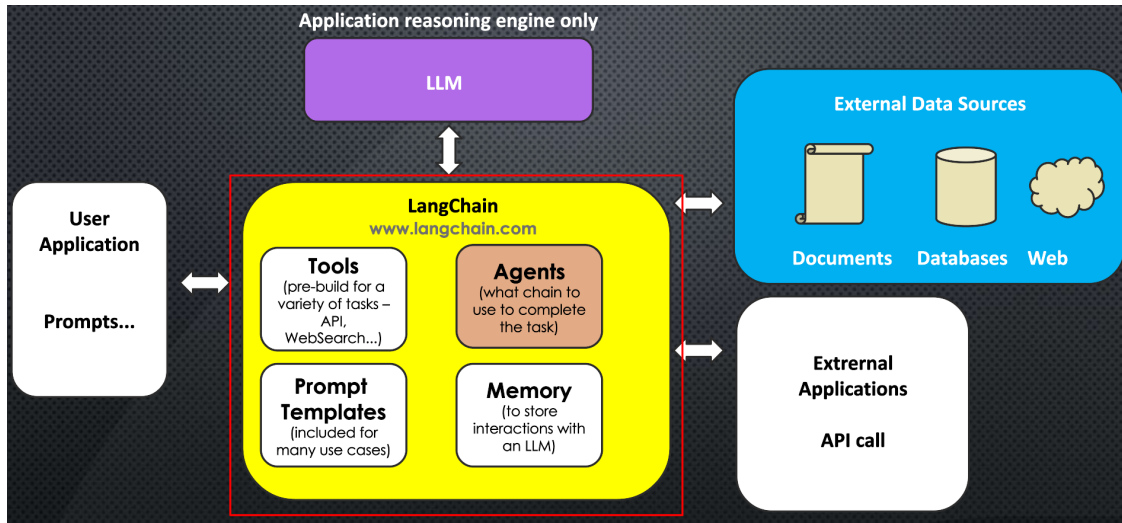 Application reasoning engine only
LLM
External Data Sources
Documents
Databases
Web
User
Application
Prompts...
LangChain
www.langchain.com
Tools
(pre-build for a
variety of tasks –
API,
WebSearch...)
Agents
(what chain to
use to complete
the task)
Prompt
Templates
(included for
many use cases)
Memory
(to store
interactions with
an LLM)
Extrernal
Applications
API call